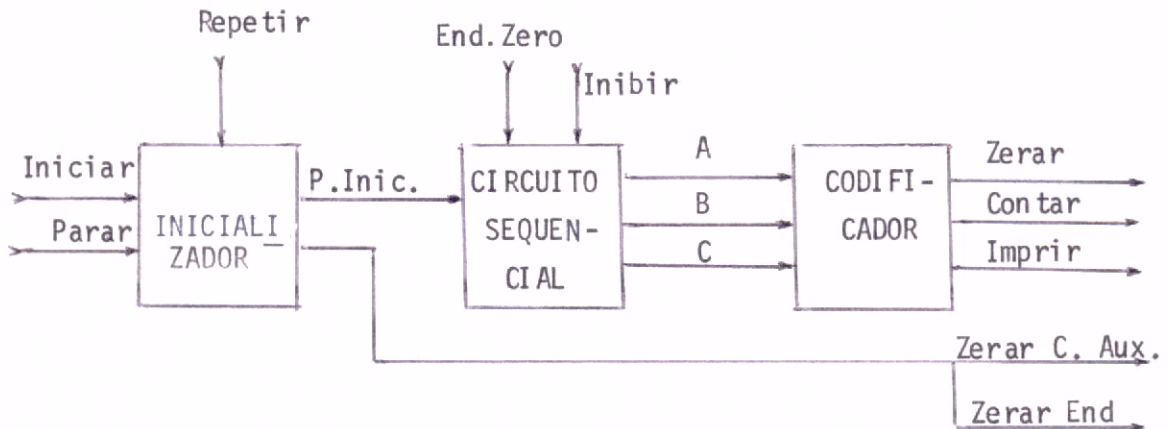 Repetir
End. Zero
Inibir
Iniciar
Parar
INICIALI
ZADOR
P.Inic.
CIRCUITO
SEQUEN-
CIAL
A
B
C
CODIFI-
CADOR
Zerar
Contar
Imprir
Zerar C. Aux.
Zerar End